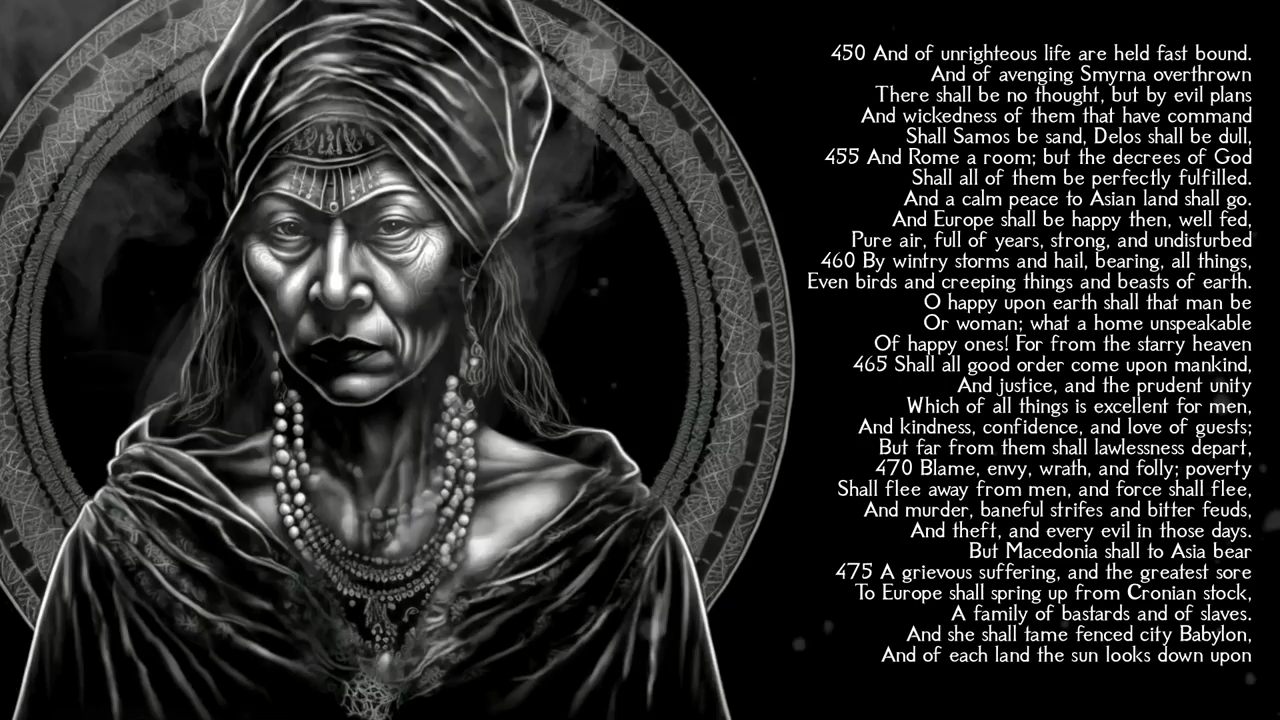 450 And of unrighteous life are held fast bound.
And of avenging Smyrna overthrown
There shall be no thought, but by evil plans
And wickedness of them that have command
Shall Samos be sand, Delos shall be dull,
455 And Rome a room; but the decrees of God
Shall all of them be perfectly fulfilled.
And a calm peace to Asian land shall go.
And Europe shall be happy then, well fed,
Pure air, full of years, strong, and undisturbed
460 By wintry storms and hail, bearing, all things,
Even birds and creeping things and beasts of earth.
O happy upon earth shall that man be
Or woman; what a home unspeakable
Of happy ones! For from the starry heaven
465 Shall all good order come upon mankind,
And justice, and the prudent unity
Which of all things is excellent for men,
And kindness, confidence, and love of guests;
But far from them shall lawlessness depart,
470 Blame, envy, wrath, and folly; poverty
Shall flee away from men, and force shall flee,
And murder, baneful strifes and bitter feuds,
And theft, and every evil in those days.
But Macedonia shall to Asia bear
475 A grievous suffering, and the greatest sore
To Europe shall spring up from Cronian stock,
A family of bastards and of slaves.
And she shall tame fenced city Babylon,
And of each land the sun looks down upon